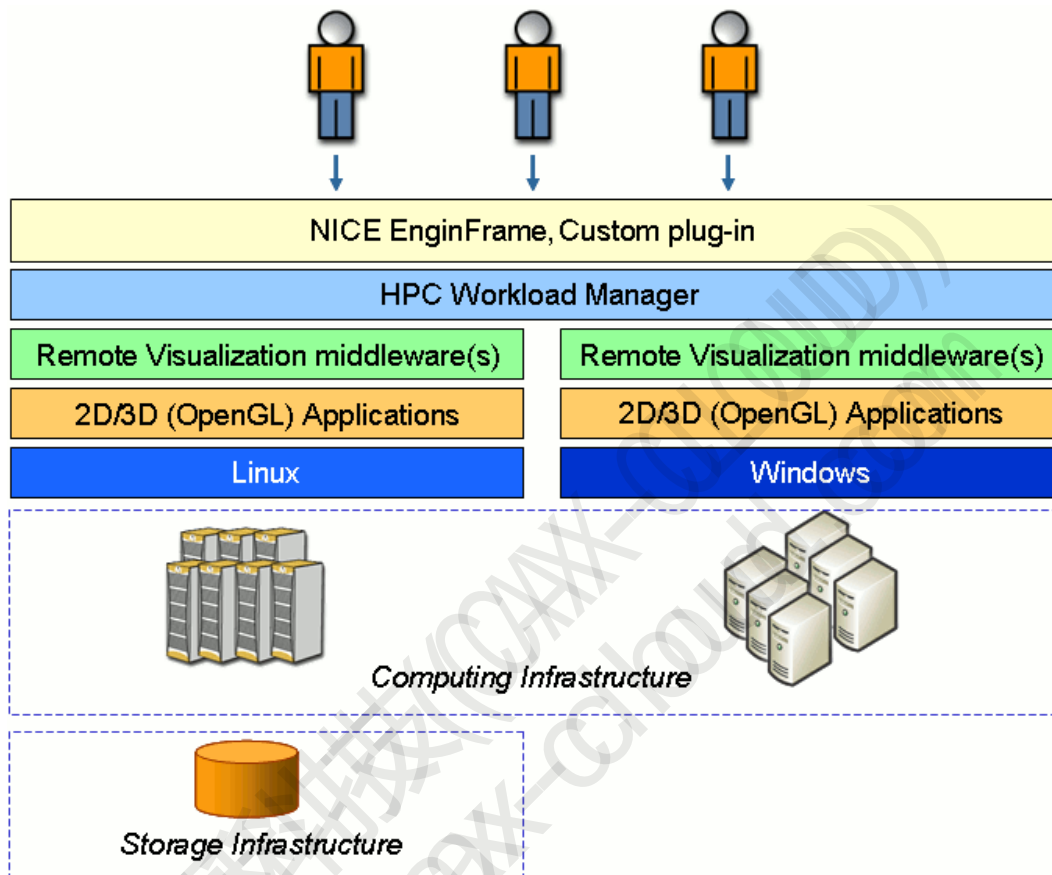 NICE EnginFrame, Custom plug-in
HPC Workload Manager
Remote Visualization middleware(s)
Remote Visualization middleware(s)
2D/3D (OpenGL) Applications
2D/3D (OpenGL) Applications
Linux
Windows
Computing Infrastructure
Storage Infrastructure